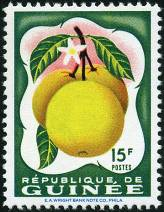 15F
POSTES
RÉPUBLIQUE DE
GUINÉE
E.A. WRIGHT BANK NOTE CO., PHILA.